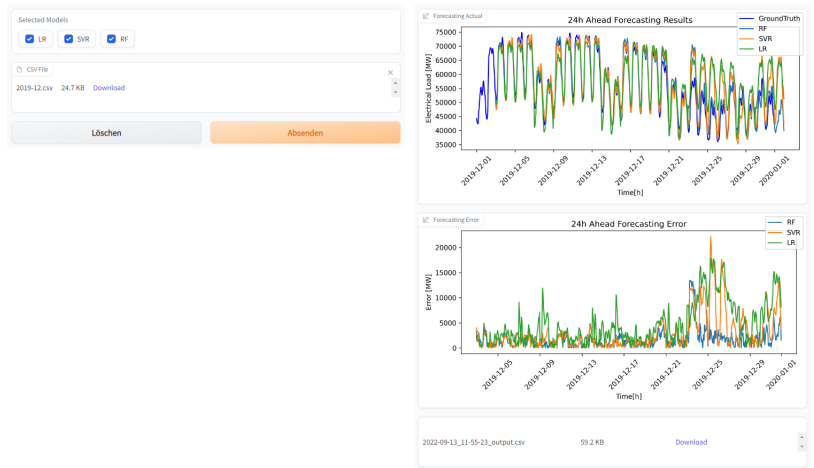 Selected Models
LR
SVR
RF
CSV File
2019-12.csv 24.7 KB Download
Löschen
Absenden
Forecasting Actual
24h Ahead Forecasting Results
GroundTruth
RF
SVR
LR
Electrical Load [MW]
75000
70000
65000
60000
55000
50000
45000
40000
35000
2019-12-01
2019-12-05
2019-12-09
2019-12-13
2019-12-17
2019-12-21
2019-12-25
2019-12-29
2020-01-01
Time[h]
Forecasting Error
24h Ahead Forecasting Error
RF
SVR
LR
Error [MW]
20000
15000
10000
5000
0
2019-12-05
2019-12-09
2019-12-13
2019-12-17
2019-12-21
2019-12-25
2019-12-29
2020-01-01
Time[h]
2022-09-13_11-55-23_output.csv 59.2 KB Download